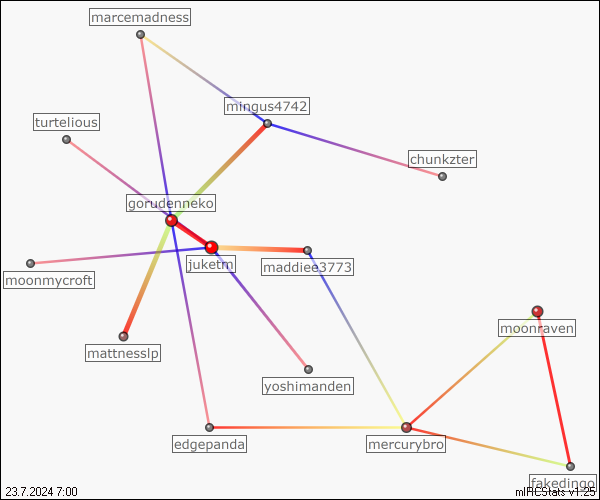 marcemadness
mingus4742
turtelious
chunkzter
gorudenneko
juketm
maddiee3773
moonmycroft
moonraven
mattnesslp
yoshimanden
edgepanda
mercurybro
fakedingo
23.7.2024 7:00
mIRCStats v1.25